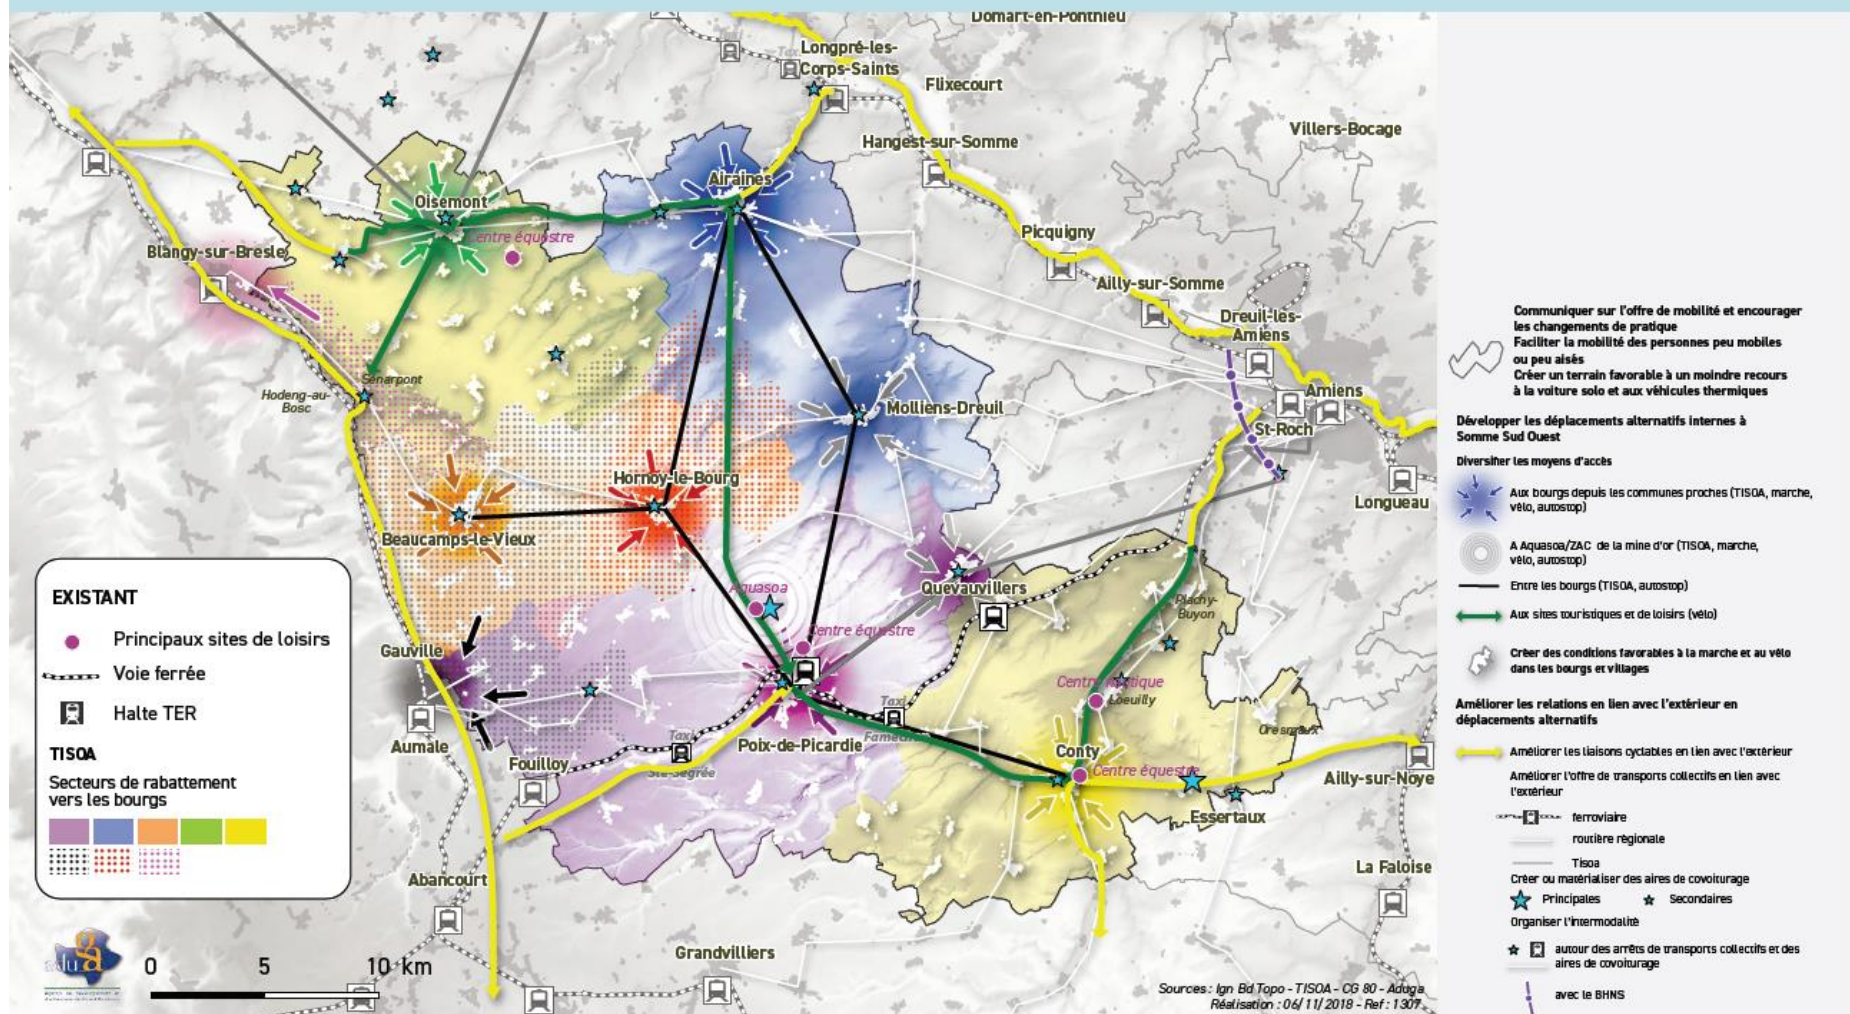 Domart-en-Ponthieu
Longpré-les-
Corps-Saints
Taxi
Flixecourt
Villers-Bocage
Hangest-sur-Somme
Airaines
Oisemont
Centre équestre
Blangy-sur-Bresle
Picquigny
Ailly-sur-Somme
Dreuil-les-
Amiens
Amiens
St-Roch
Longueau
Sénarpont
Hodeng-au-
Bosc
Molliens-Dreuil
Hornoy-le-Bourg
Beaucamps-le-Vieux
Quevauvillers
Plachy-
Buyon
Aquasoa
Centre équestre
Gauville
Centre nautique
Loeuilly
Oresmaux
Aumale
Fouilloy
Taxi
Ste-Segrée
Poix-de-Picardie
Taxi
Famechon
Conty
Centre équestre
Ailly-sur-Noye
Essertaux
La Faloise
Abancourt
Grandvilliers
EXISTANT
Principaux sites de loisirs
Voie ferrée
Halte TER
TISOA
Secteurs de rabattement
vers les bourgs
aduga
0 5 10 km
Sources : Ign Bd Topo - TISOA - CG 80 - Aduga
Réalisation : 06/11/2018 - Ref : 1307
Communiquer sur l'offre de mobilité et encourager
les changements de pratique
Faciliter la mobilité des personnes peu mobiles
ou peu aisés
Créer un terrain favorable à un moindre recours
à la voiture solo et aux véhicules thermiques
Développer les déplacements alternatifs internes à
Somme Sud Ouest
Diversifier les moyens d'accès
Aux bourgs depuis les communes proches (TISOA, marche,
vélo, autostop)
A Aquasoa/ZAC de la mine d'or (TISOA, marche,
vélo, autostop)
Entre les bourgs (TISOA, autostop)
Aux sites touristiques et de loisirs (vélo)
Créer des conditions favorables à la marche et au vélo
dans les bourgs et villages
Améliorer les relations en lien avec l'extérieur en
déplacements alternatifs
Améliorer les liaisons cyclables en lien avec l'extérieur
Améliorer l'offre de transports collectifs en lien avec
l'extérieur
ferroviaire
routière régionale
Tisoa
Créer ou matérialiser des aires de covoiturage
Principales Secondaires
Organiser l'intermodalité
autour des arrêts de transports collectifs et des
aires de covoiturage
avec le BHNS